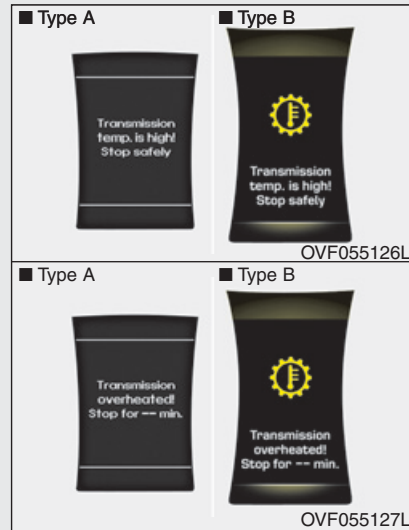 ■ Type A
■ Type B
Transmission
temp. is high!
Stop safely
Transmission
temp. is high!
Stop safely
OVF055126L
■ Type A
■ Type B
Transmission
overheated!
Stop for -- min.
Transmission
overheated!
Stop for -- min.
OVF055127L